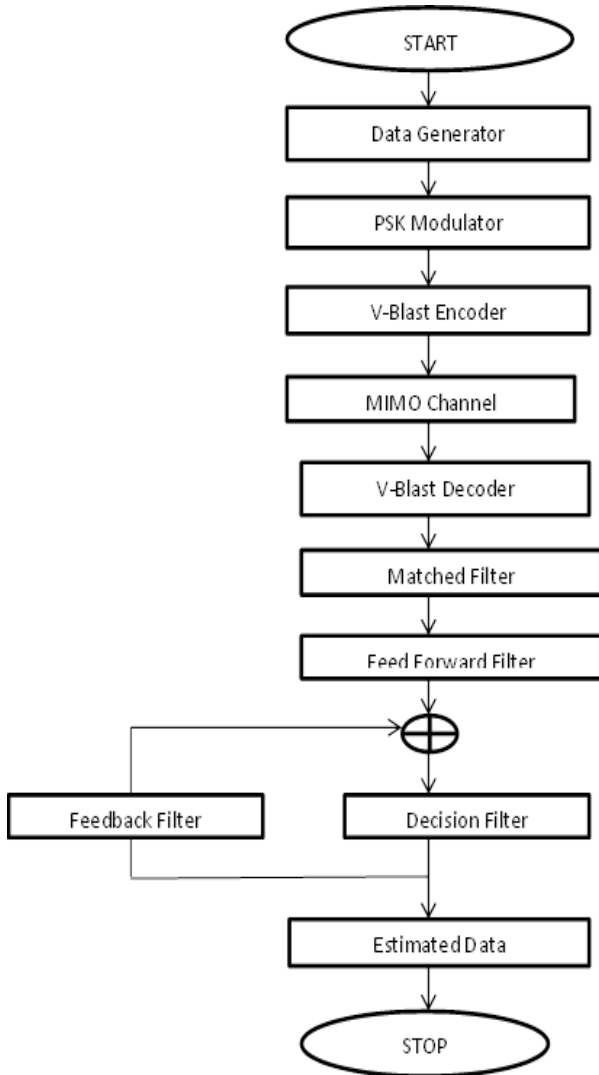 START
Data Generator
PSK Modulator
V-Blast Encoder
MIMO Channel
V-Blast Decoder
Matched Filter
Feed Forward Filter
Feedback Filter
Decision Filter
Estimated Data
STOP